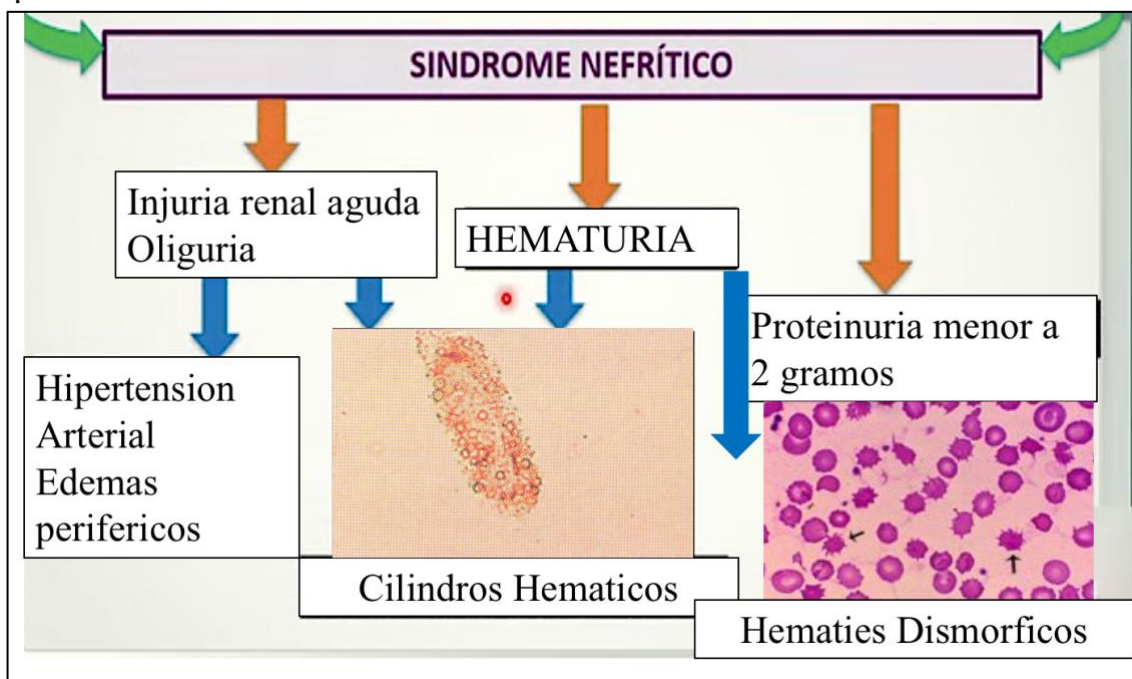 SINDROME NEFRÍTICO
Injuria renal aguda
Oliguria
HEMATURIA
Proteinuria menor a
2 gramos
Hipertension
Arterial
Edemas
perifericos
Cilindros Hematicos
Hematies Dismorficos